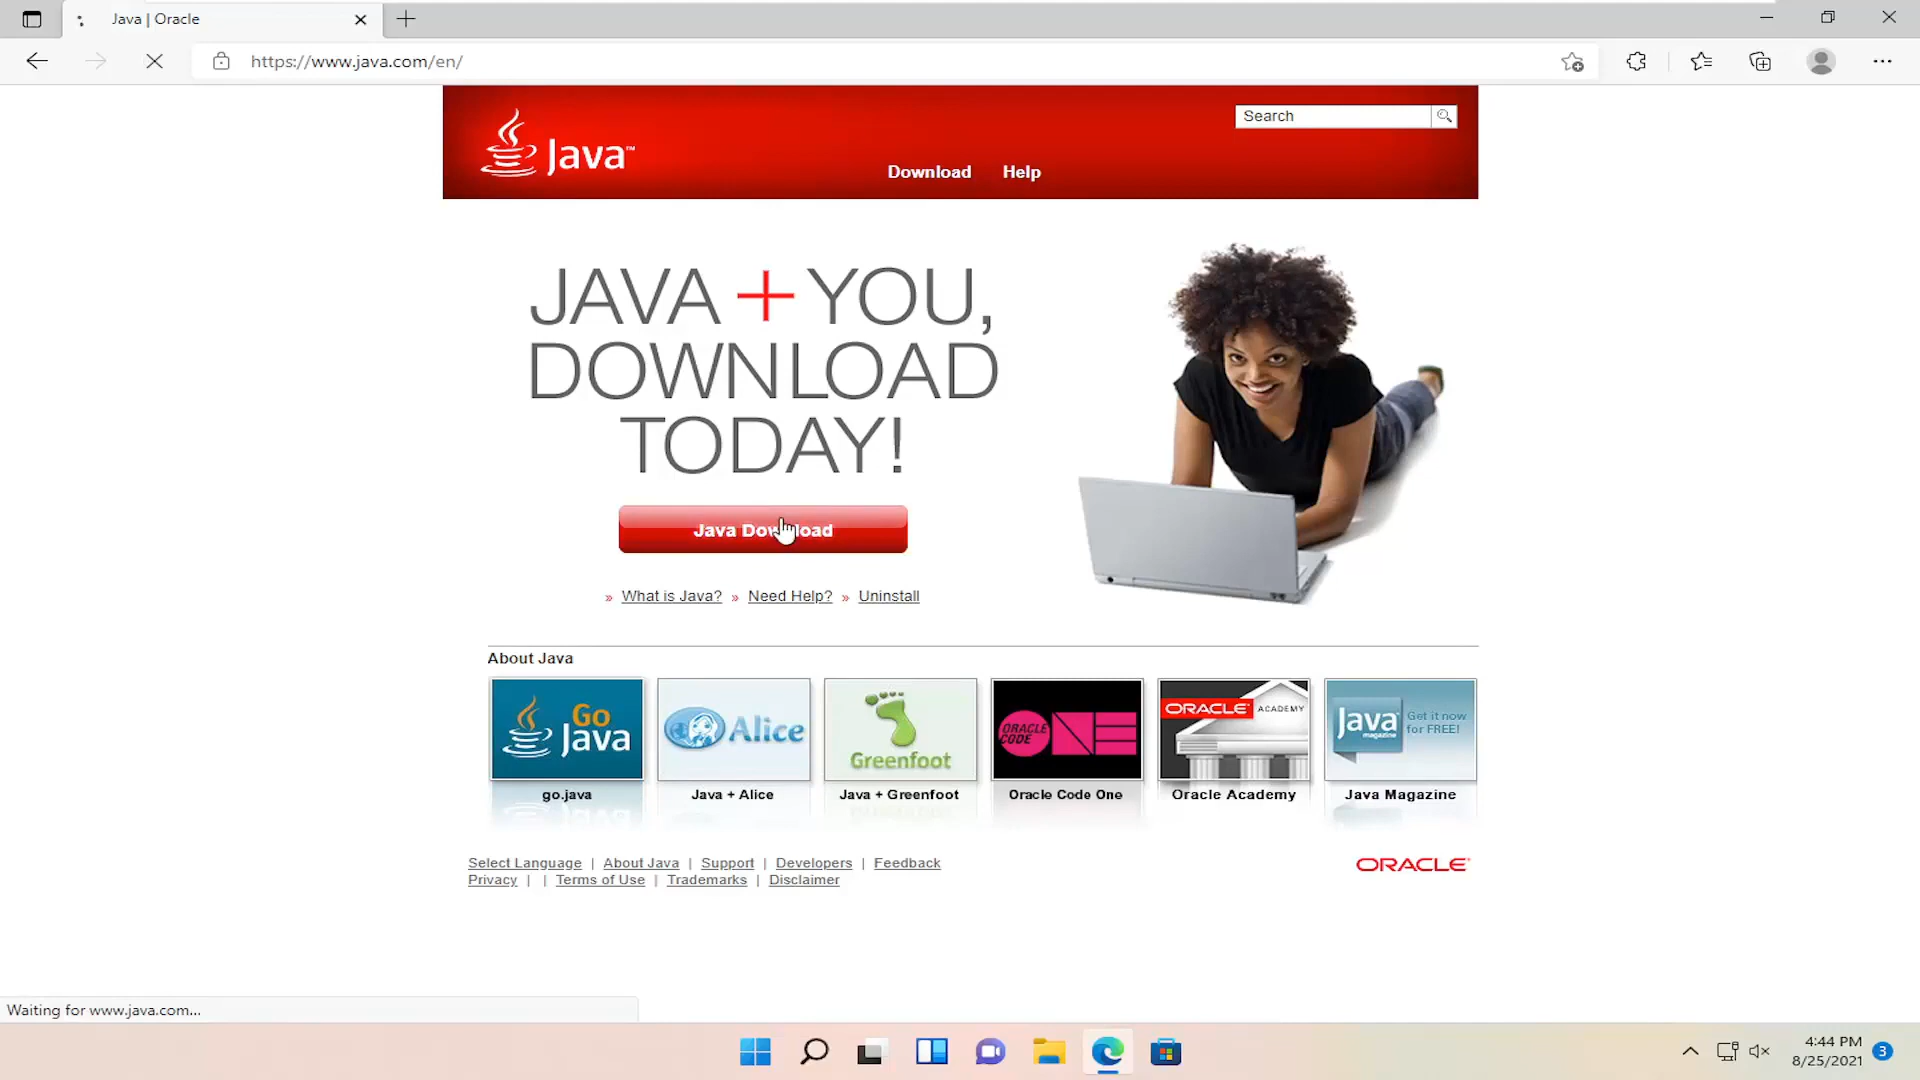 Java | Oracle
https://www.java.com/en/
Java™
Search
Download Help
JAVA + YOU,
DOWNLOAD
TODAY!
Java Download
» What is Java? » Need Help? » Uninstall
About Java
Go Java
Alice
Greenfoot
ORACLE CODE ONE
ORACLE ACADEMY
Java magazine Get it now for FREE!
go.java
Java + Alice
Java + Greenfoot
Oracle Code One
Oracle Academy
Java Magazine
Select Language | About Java | Support | Developers | Feedback
Privacy | | Terms of Use | Trademarks | Disclaimer
ORACLE
Waiting for www.java.com...
4:44 PM
8/25/2021
3